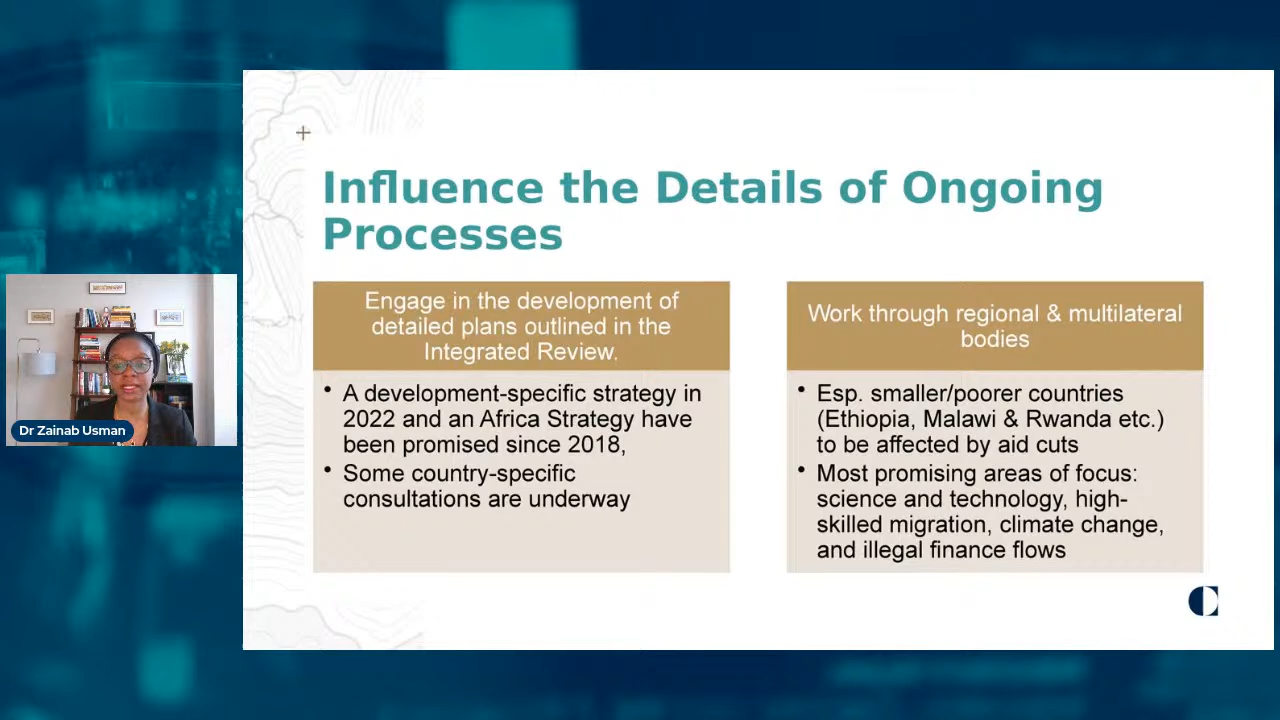 Influence the Details of Ongoing
Processes
Engage in the development of
detailed plans outlined in the
Integrated Review.
• A development-specific strategy in
2022 and an Africa Strategy have
been promised since 2018,
• Some country-specific
consultations are underway
Work through regional & multilateral
bodies
• Esp. smaller/poorer countries
(Ethiopia, Malawi & Rwanda etc.)
to be affected by aid cuts
• Most promising areas of focus:
science and technology, high-
skilled migration, climate change,
and illegal finance flows
Dr Zainab Usman